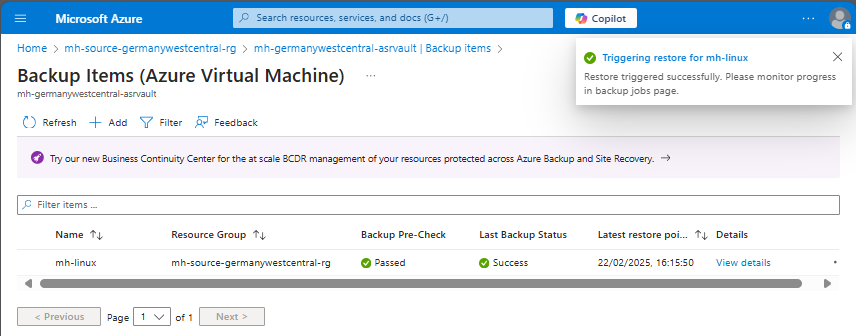 Microsoft Azure
Search resources, services, and docs (G+/)
Copilot
Home > mh-source-germanywestcentral-rg > mh-germanywestcentral-asrvault | Backup items >
Backup Items (Azure Virtual Machine) ...
mh-germanywestcentral-asrvault
Triggering restore for mh-linux
Restore triggered successfully. Please monitor progress
in backup jobs page.
Refresh Add Filter Feedback
Try our new Business Continuity Center for the at scale BCDR management of your resources protected across Azure Backup and Site Recovery. →
Filter items ...
Name ↑↓ Resource Group ↑↓ Backup Pre-Check Last Backup Status Latest restore poi... ↑↓ Details
mh-linux mh-source-germanywestcentral-rg Passed Success 22/02/2025, 16:15:50 View details
< Previous Page 1 of 1 Next >